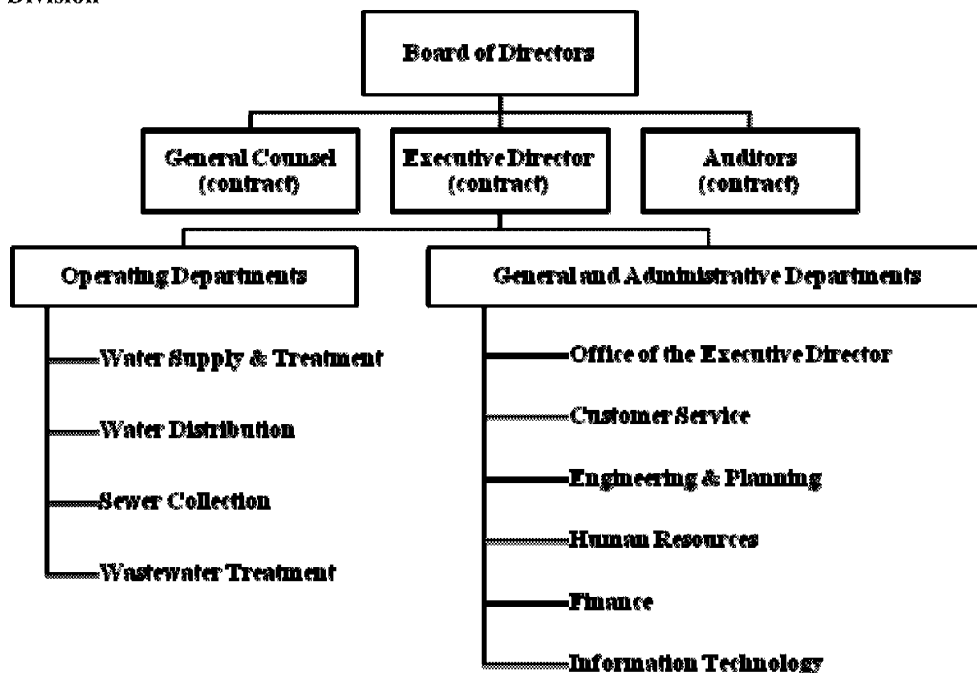 Division
Board of Directors
General Counsel
(contract)
Executive Director
(contract)
Auditors
(contract)
Operating Departments
General and Administrative Departments
Water Supply & Treatment
Water Distribution
Sewer Collection
Wastewater Treatment
Office of the Executive Director
Customer Service
Engineering & Planning
Human Resources
Finance
Information Technology